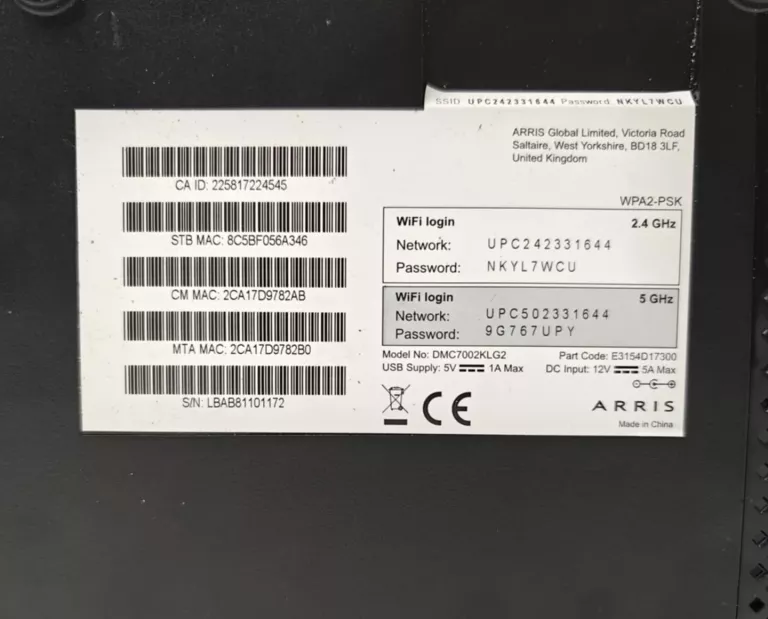 SSID UPC242331644 Password NKYL7WCU
ARRIS Global Limited, Victoria Road
Saltaire, West Yorkshire, BD18 3LF,
United Kingdom
CA ID: 225817224545
STB MAC: 8C5BF056A346
CM MAC: 2CA17D9782AB
MTA MAC: 2CA17D9782B0
S/N: LBAB81101172
WPA2-PSK
WiFi login 2.4 GHz
Network: UPC242331644
Password: NKYL7WCU
WiFi login 5 GHz
Network: UPC502331644
Password: 9G767UPY
Model No: DMC7002KLG2 Part Code: E3154D17300
USB Supply: 5V 1A Max DC Input: 12V 5A Max
CE
ARRIS
Made in China